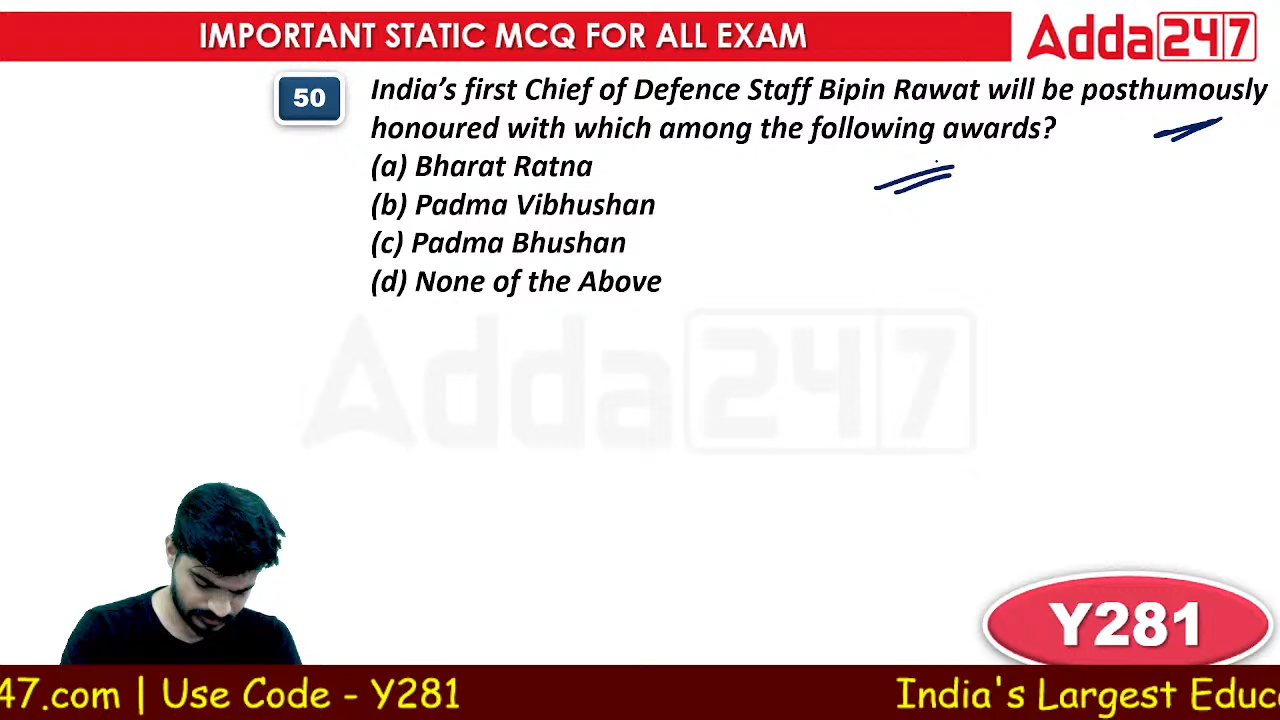 IMPORTANT STATIC MCQ FOR ALL EXAM
Adda247
50
India's first Chief of Defence Staff Bipin Rawat will be posthumously
honoured with which among the following awards?
(a) Bharat Ratna
(b) Padma Vibhushan
(c) Padma Bhushan
(d) None of the Above
Adda247
Y281
47.com | Use Code - Y281
India's Largest Educ